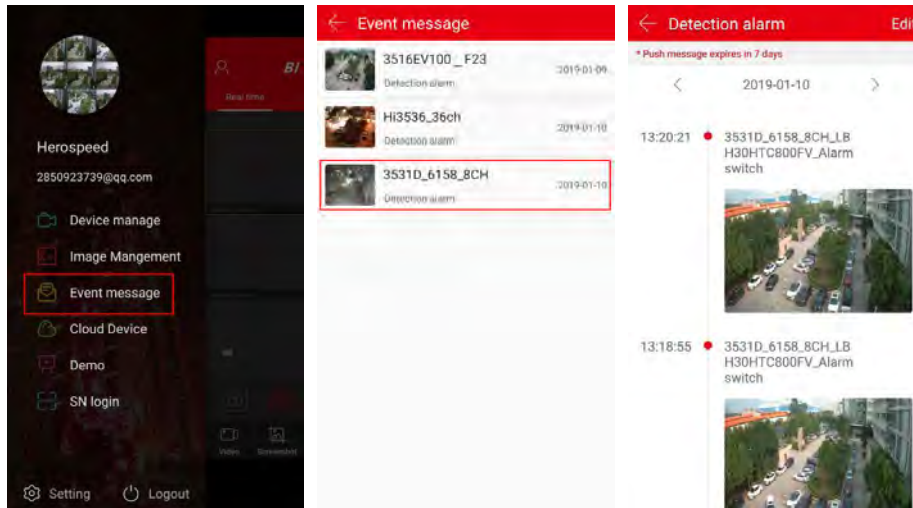 BI
Real time
Herospeed
2850923739@qq.com
Device manage
Image Mangement
Event message
Cloud Device
Demo
SN login
Video
Screenshot
Setting
Logout
Event message
3516EV100__F23
2019-01-09
Detection alarm
Hi3536_36ch
2019-01-10
Detection alarm
3531D_6158_8CH
2019-01-10
Detection alarm
Detection alarm
Edit
* Push message expires in 7 days
2019-01-10
13:20:21
3531D_6158_8CH_LB
H30HTC800FV_Alarm
switch
13:18:55
3531D_6158_8CH_LB
H30HTC800FV_Alarm
switch